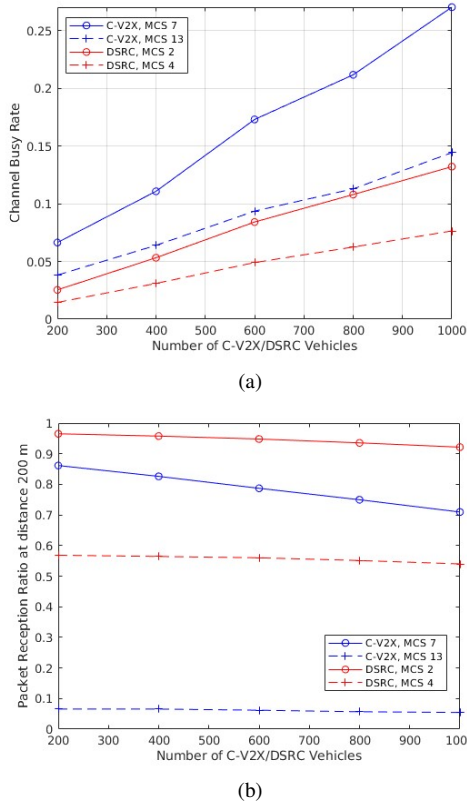 0.25
0.2
0.15
0.1
0.05
0
Channel Busy Rate
C-V2X, MCS 7
C-V2X, MCS 13
DSRC, MCS 2
DSRC, MCS 4
200 300 400 500 600 700 800 900 1000
Number of C-V2X/DSRC Vehicles
(a)
1
0.9
0.8
0.7
0.6
0.5
0.4
0.3
0.2
0.1
0
Packet Reception Ratio at distance 200 m
C-V2X, MCS 7
C-V2X, MCS 13
DSRC, MCS 2
DSRC, MCS 4
200 300 400 500 600 700 800 900 1000
Number of C-V2X/DSRC Vehicles
(b)